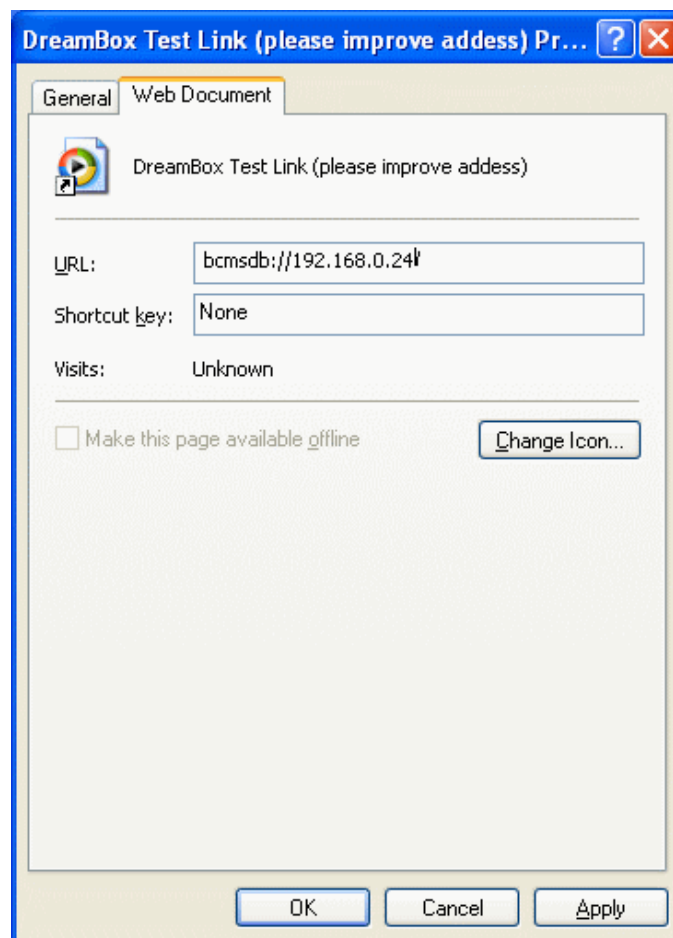 DreamBox Test Link (please improve addess) Pr...
General Web Document
DreamBox Test Link (please improve addess)
URL: bcmsdb://192.168.0.24/
Shortcut key: None
Visits: Unknown
Make this page available offline
Change Icon...
OK Cancel Apply